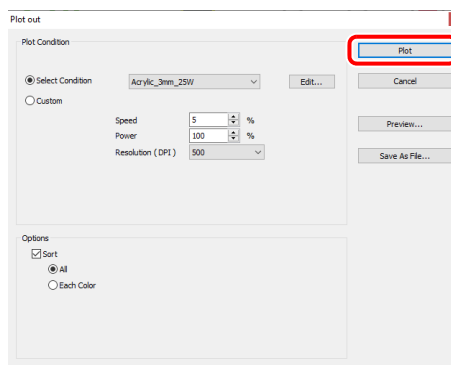 Plot out
Plot Condition
Plot
Select Condition Acrylic_3mm_25W Edit... Cancel
Custom
Speed 5 % Preview...
Power 100 %
Resolution ( DPI ) 500 Save As File...
Options
Sort
All
Each Color